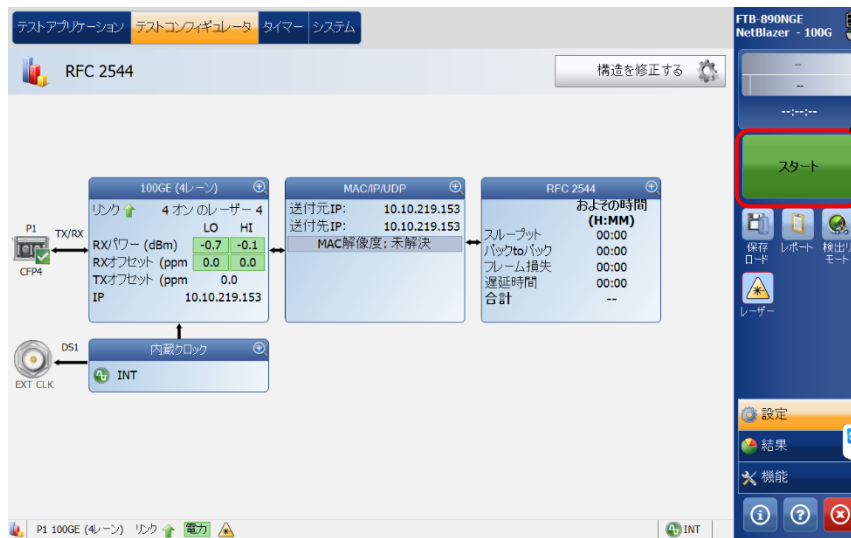 テストアプリケーション テストコンフィギュレータ タイマー システム
FTB-890NGE
NetBlazer - 100G
RFC 2544
構造を修正する
--
--
--:--:--
スタート
保存
ロード
レポート
検出リ
モート
レーザー
100GE (4レーン)
リンク 4 オン のレーザー 4
LO HI
RXパワー (dBm) -0.7 -0.1
RXオフセット (ppm 0.0 0.0
TXオフセット (ppm 0.0
IP 10.10.219.153
P1
TX/RX
CFP4
MAC/IP/UDP
送付元IP: 10.10.219.153
送付先IP: 10.10.219.153
MAC解像度: 未解決
RFC 2544
およその時間
(H:MM)
スループット 00:00
バックtoバック 00:00
フレーム損失 00:00
遅延時間 00:00
合計 --
DS1
EXT CLK
内蔵クロック
INT
設定
結果
機能
P1 100GE (4レーン) リンク 電力
INT